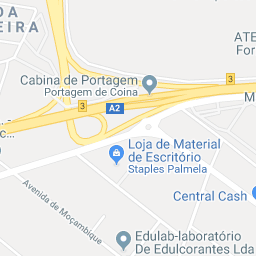 OA
EIRA
ATE
For
Cabina de Portagem
Portagem de Coina
3
3
A2
M
Loja de Material
de Escritório
Staples Palmela
Central Cash
Avenida de Moçambique
Edulab-laboratório
De Edulcorantes Lda